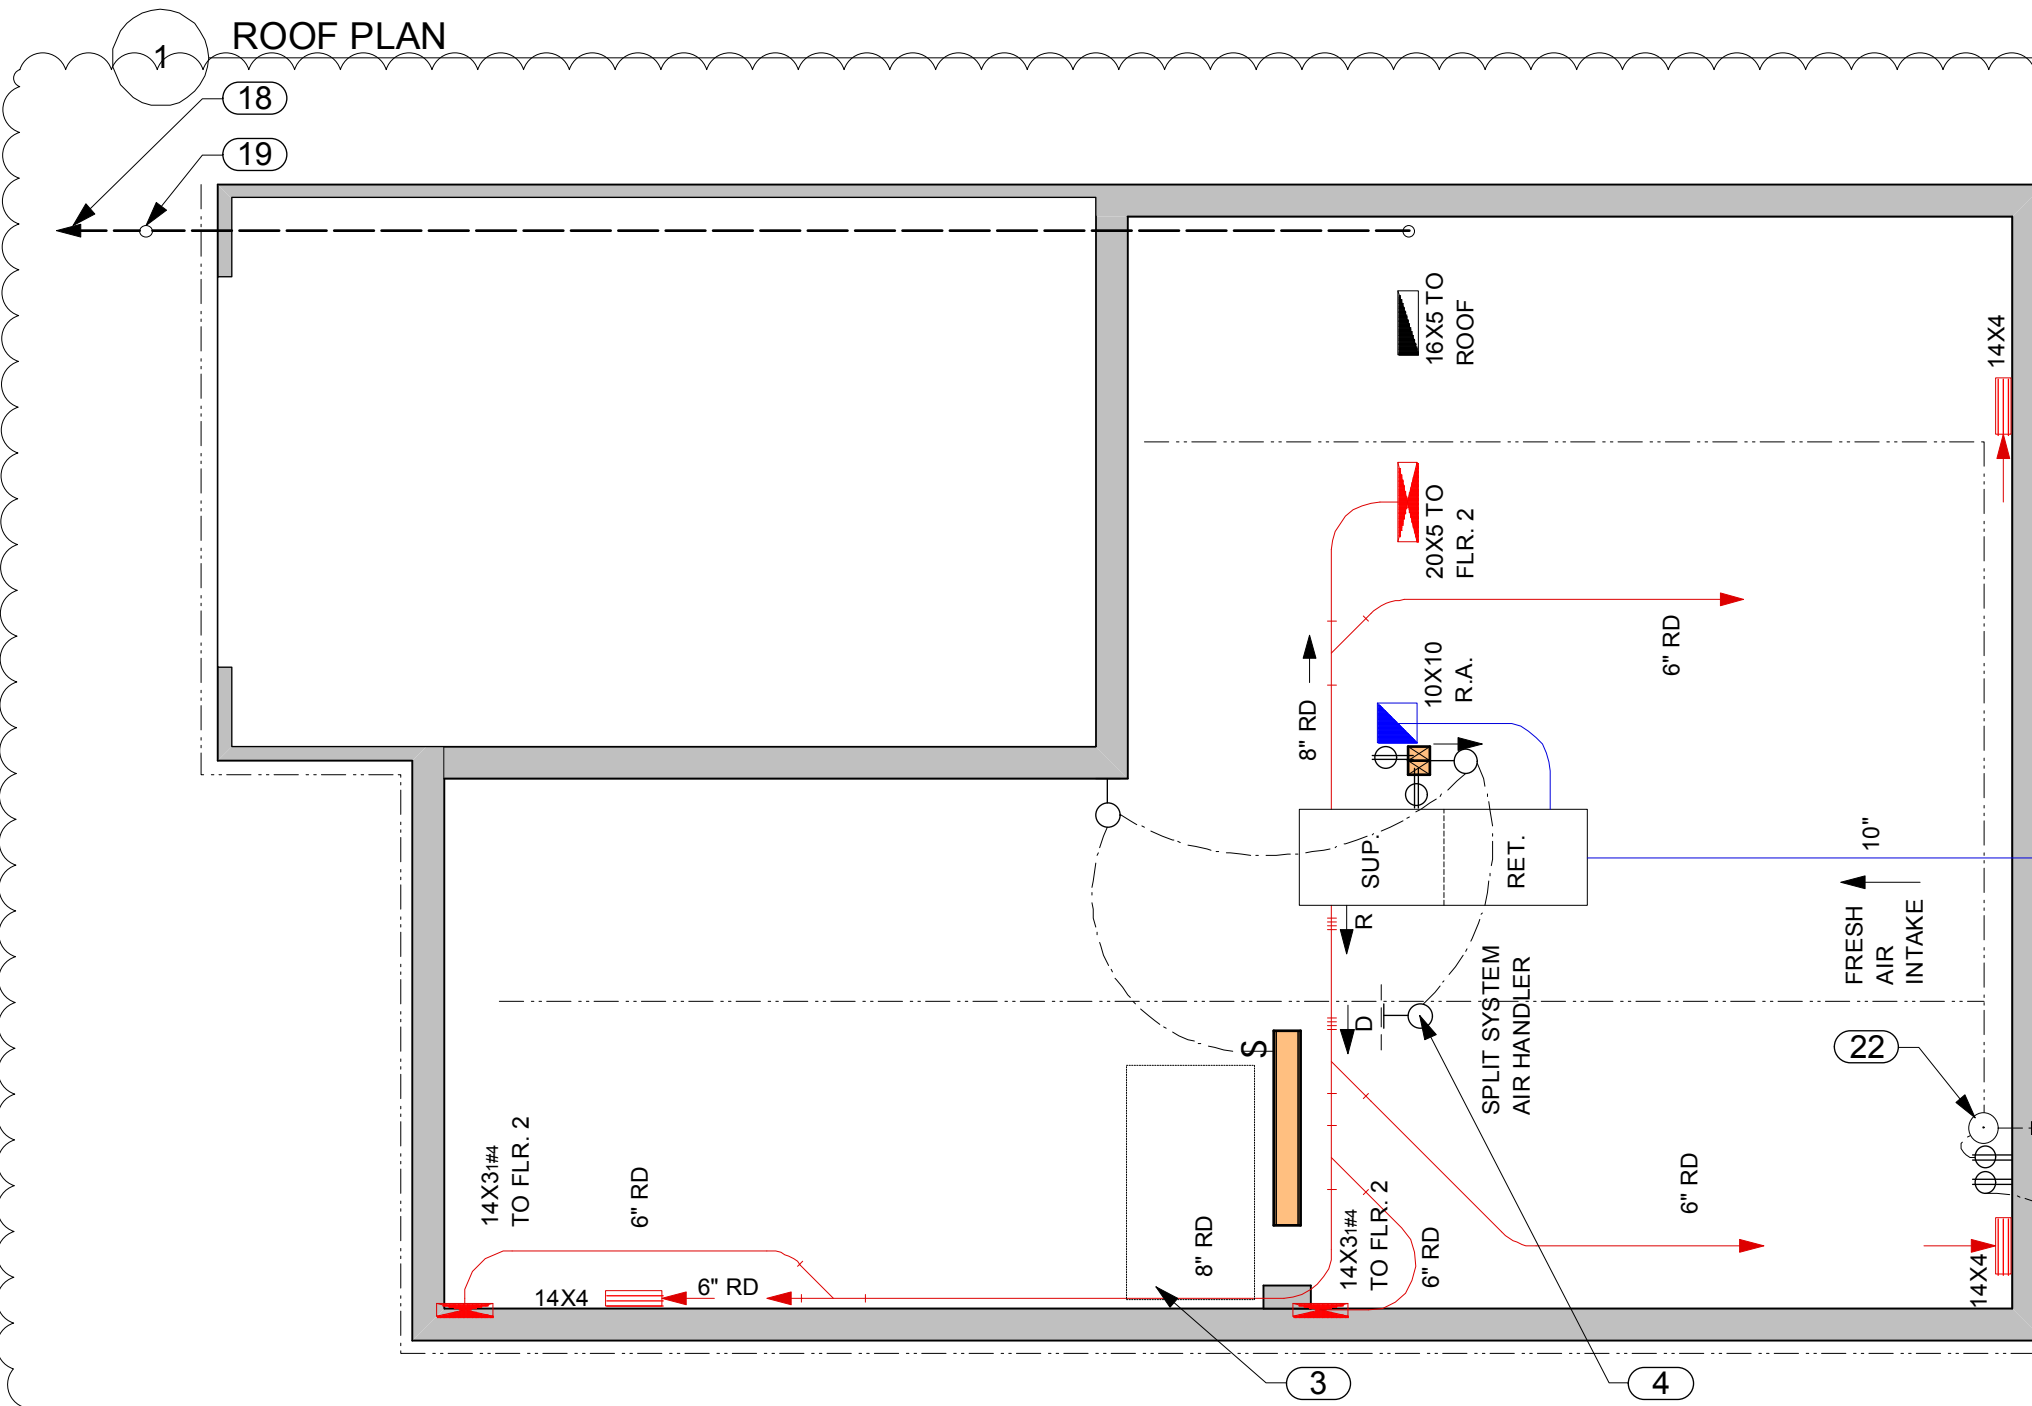 1
ROOF PLAN
18
19
16X5 TO
ROOF
14X4
20X5 TO
FLR. 2
6" RD
10X10
R.A.
8" RD
SUP.
RET.
10"
FRESH
AIR
INTAKE
R
D
SPLIT SYSTEM
AIR HANDLER
$
22
14X31#4
TO FLR. 2
6" RD
6" RD
8" RD
14X31#4
TO FLR. 2
6" RD
14X4
6" RD
14X4
3
4